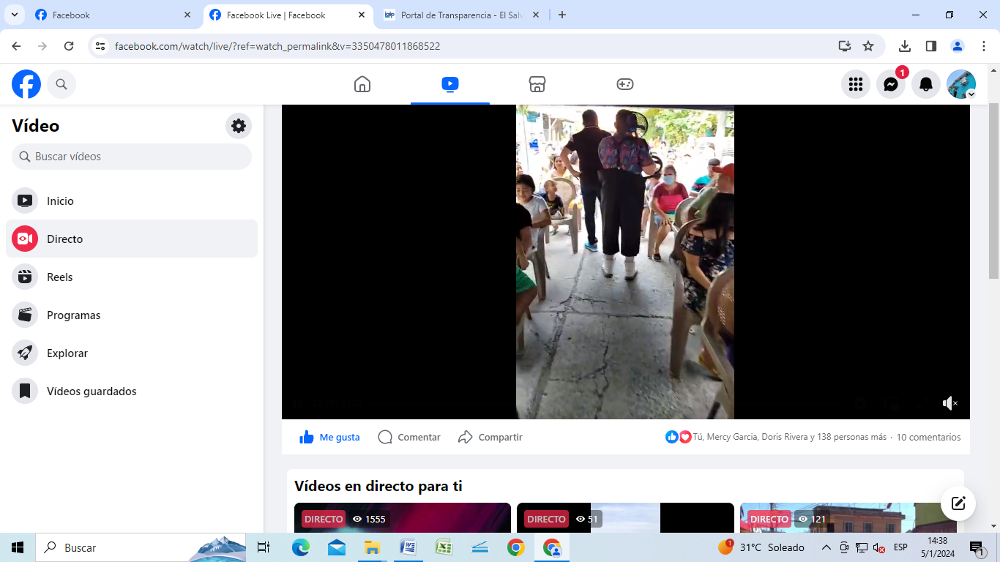 Facebook
Facebook Live | Facebook
Portal de Transparencia - El Salv
facebook.com/watch/live/?ref=watch_permalink&v=3350478011868522
1
Vídeo
Buscar vídeos
Inicio
Directo
Reels
Programas
Explorar
Vídeos guardados
Me gusta
Comentar
Compartir
Tú, Mercy Garcia, Doris Rivera y 138 personas más · 10 comentarios
Vídeos en directo para ti
DIRECTO 1555
DIRECTO 51
DIRECTO 121
Buscar
1
31°C Soleado
ESP
14:38
5/1/2024
1